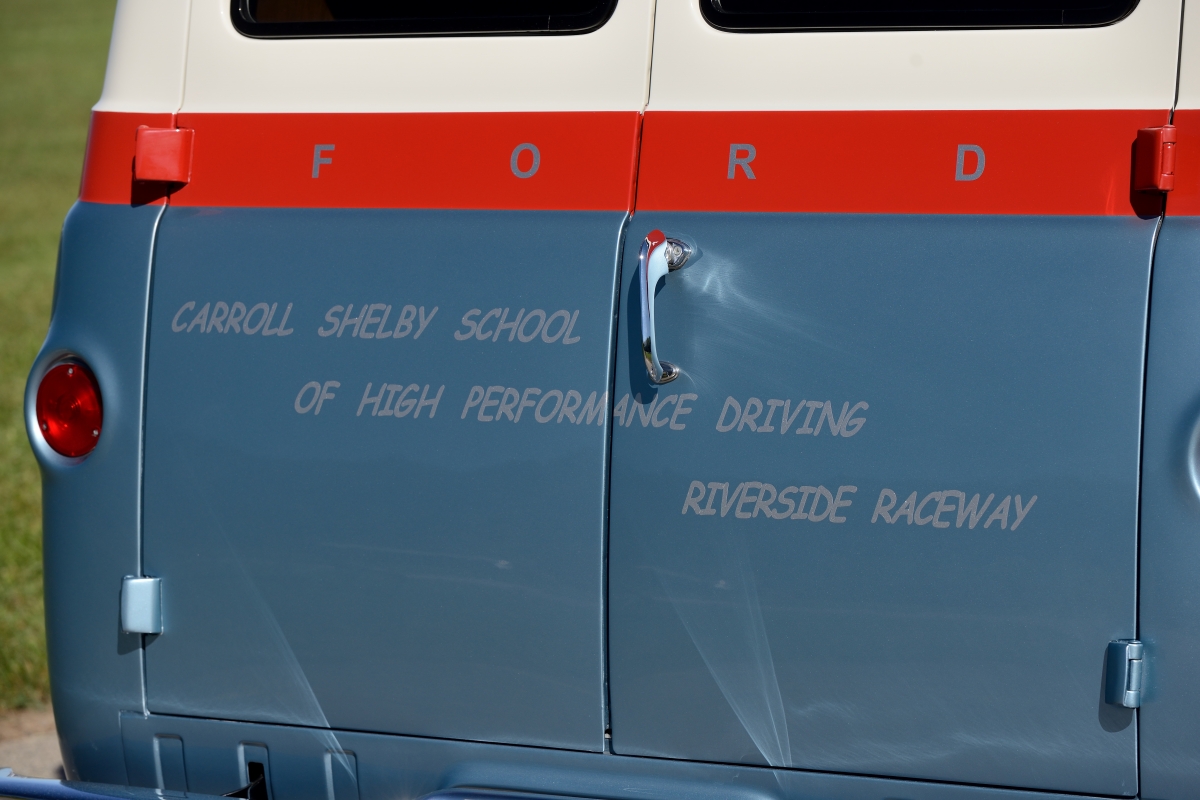 F O R D
CARROLL SHELBY SCHOOL
OF HIGH PERFORMANCE DRIVING
RIVERSIDE RACEWAY